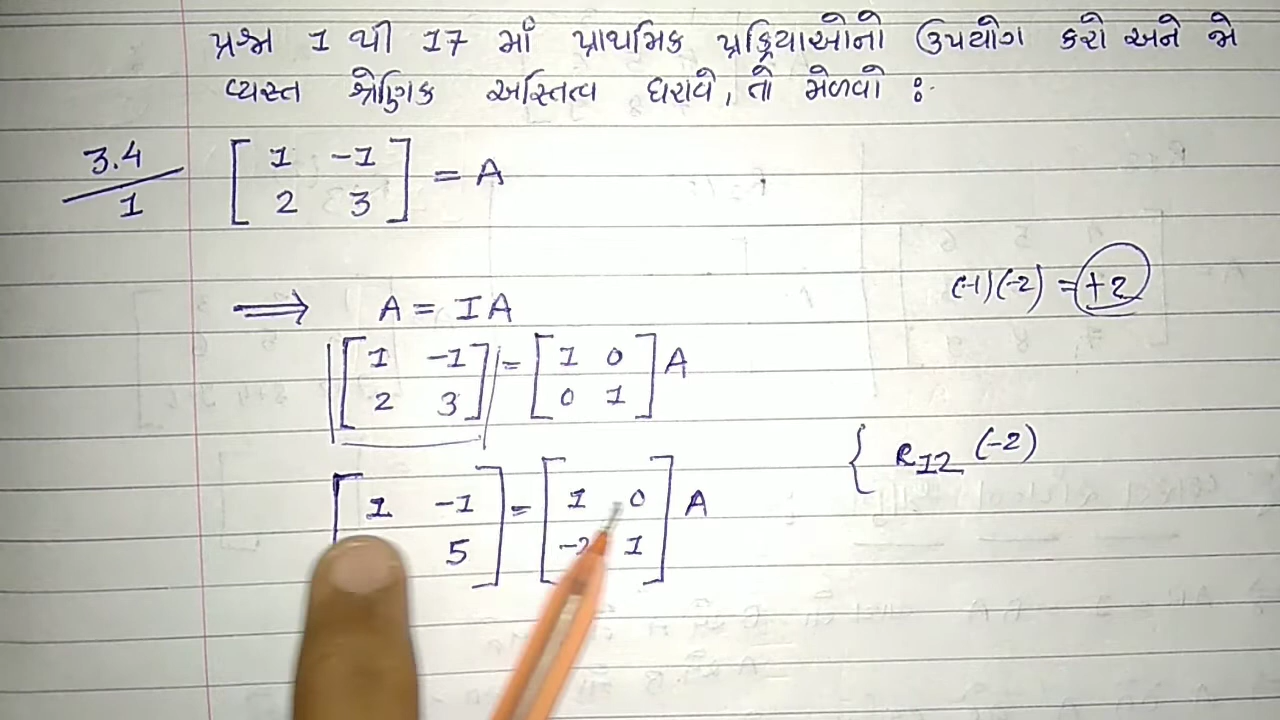 પ્રશ્ન 1 થી 17 માં પ્રાથમિક પ્રક્રિયાઓનો ઉપયોગ કરો અને જો
વ્યસ્ત શ્રેણિક અસ્તિત્વ ધરાવે, તો મેળવો :-
3.4
1
[ 1 -1
2 3 ] = A
⟹ A = IA
(-1)(-2) = +2
[ 1 -1
2 3 ] = [ 1 0
0 1 ] A
{ R12 (-2)
[ 1 -1
5 ] = [ 1 0
-2 1 ] A